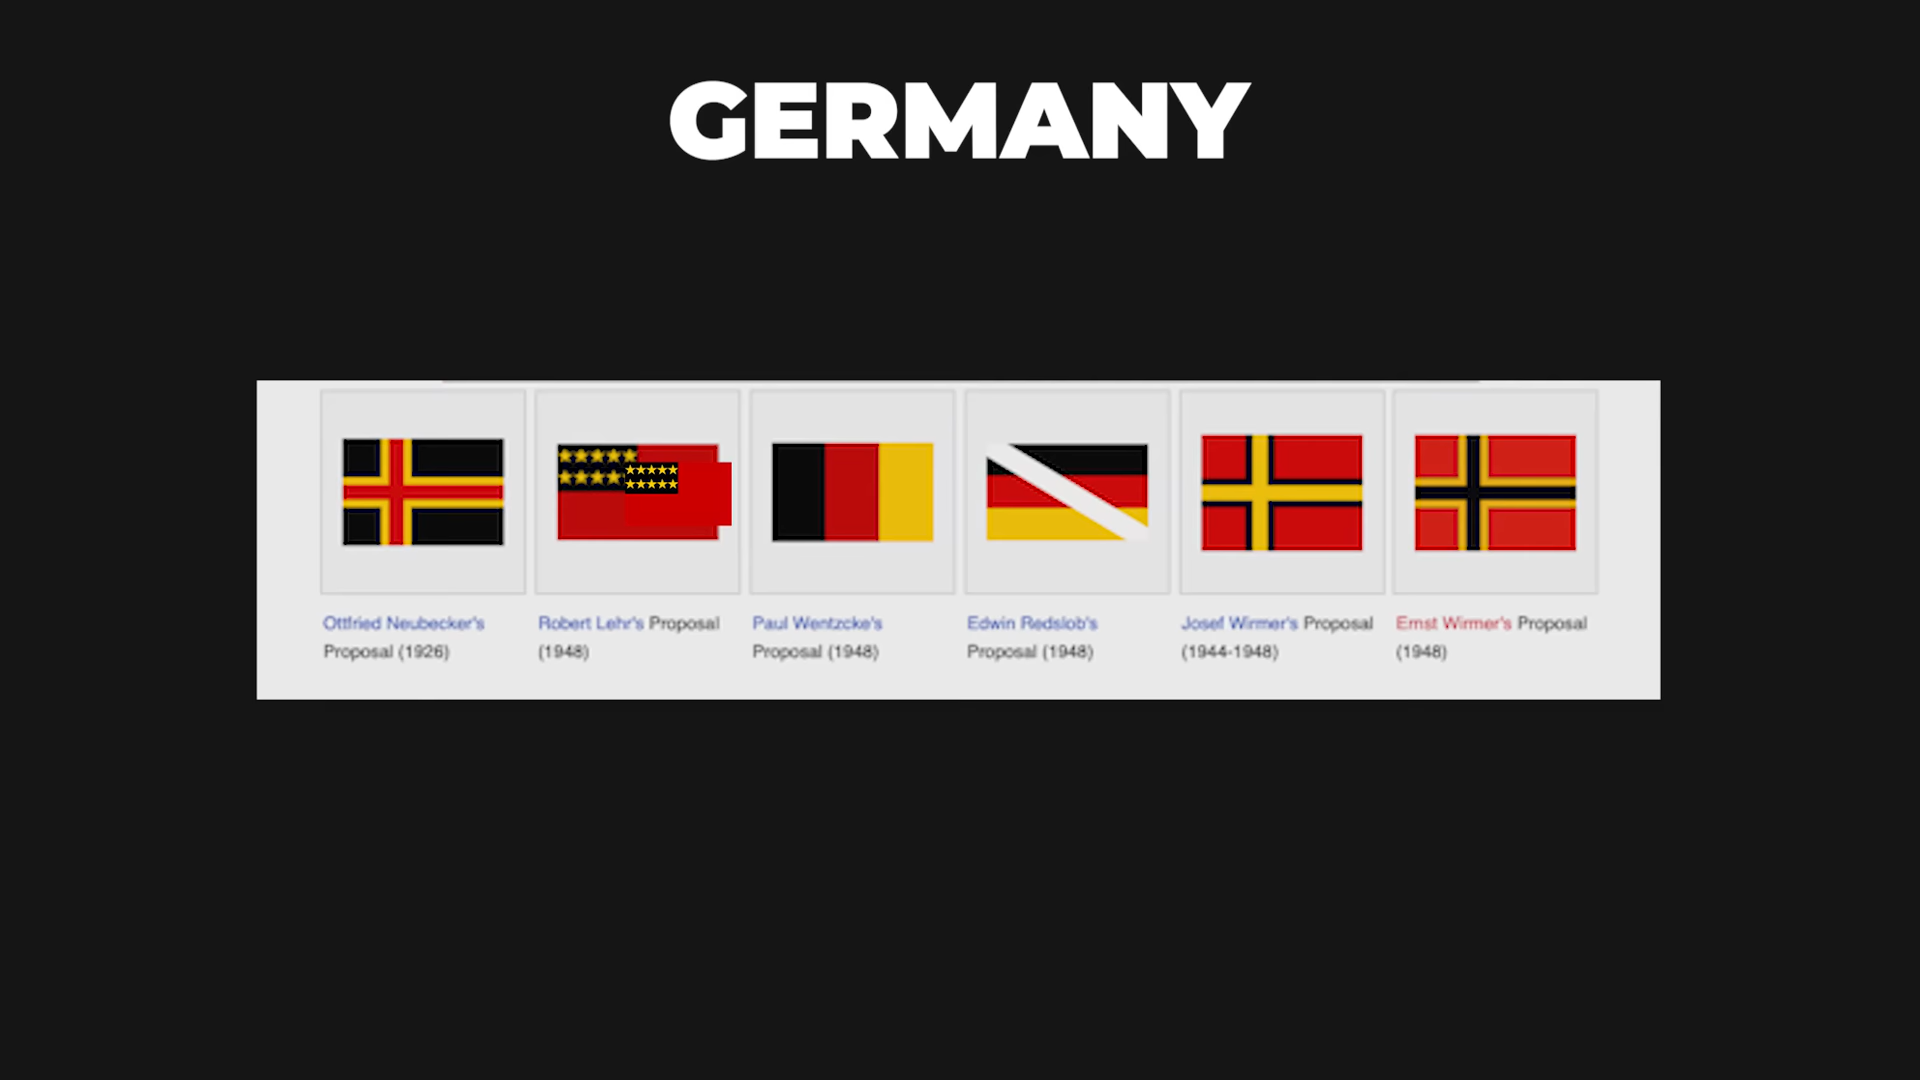 GERMANY
Ottfried Neubecker's
Proposal (1926)
Robert Lehr's Proposal
(1948)
Paul Wentzcke's
Proposal (1948)
Edwin Redslob's
Proposal (1948)
Josef Wirmer's Proposal
(1944-1948)
Ernst Wirmer's Proposal
(1948)